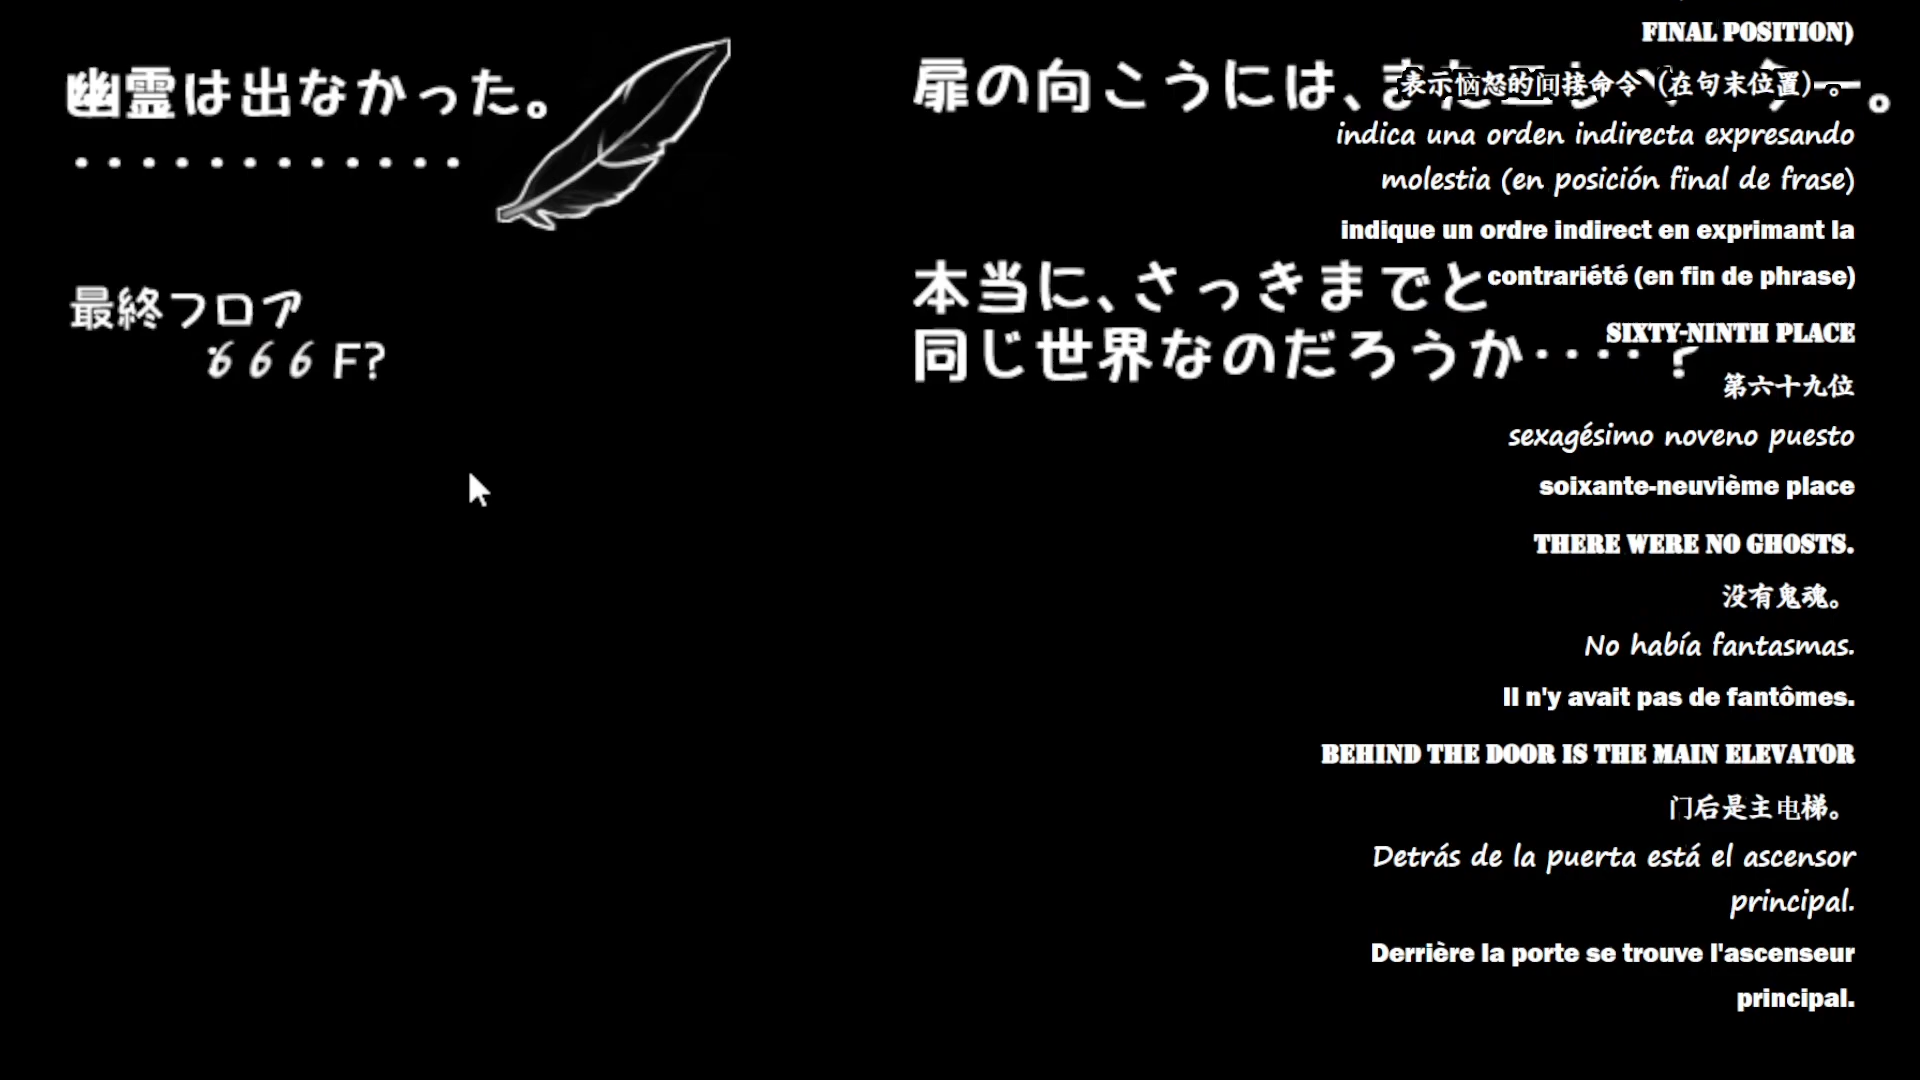 幽霊は出なかった。
・・・・・・・・・・・・
最終フロア
666F?
扉の向こうには、
本当に、さっきまでと
同じ世界なのだろうか・・・・?
FINAL POSITION)
表示恼怒的间接命令（在句末位置）。
indica una orden indirecta expresando
molestia (en posición final de frase)
indique un ordre indirect en exprimant la
contrariété (en fin de phrase)
SIXTY-NINTH PLACE
第六十九位
sexagésimo noveno puesto
soixante-neuvième place
THERE WERE NO GHOSTS.
没有鬼魂。
No había fantasmas.
Il n'y avait pas de fantômes.
BEHIND THE DOOR IS THE MAIN ELEVATOR
门后是主电梯。
Detrás de la puerta está el ascensor
principal.
Derrière la porte se trouve l'ascenseur
principal.